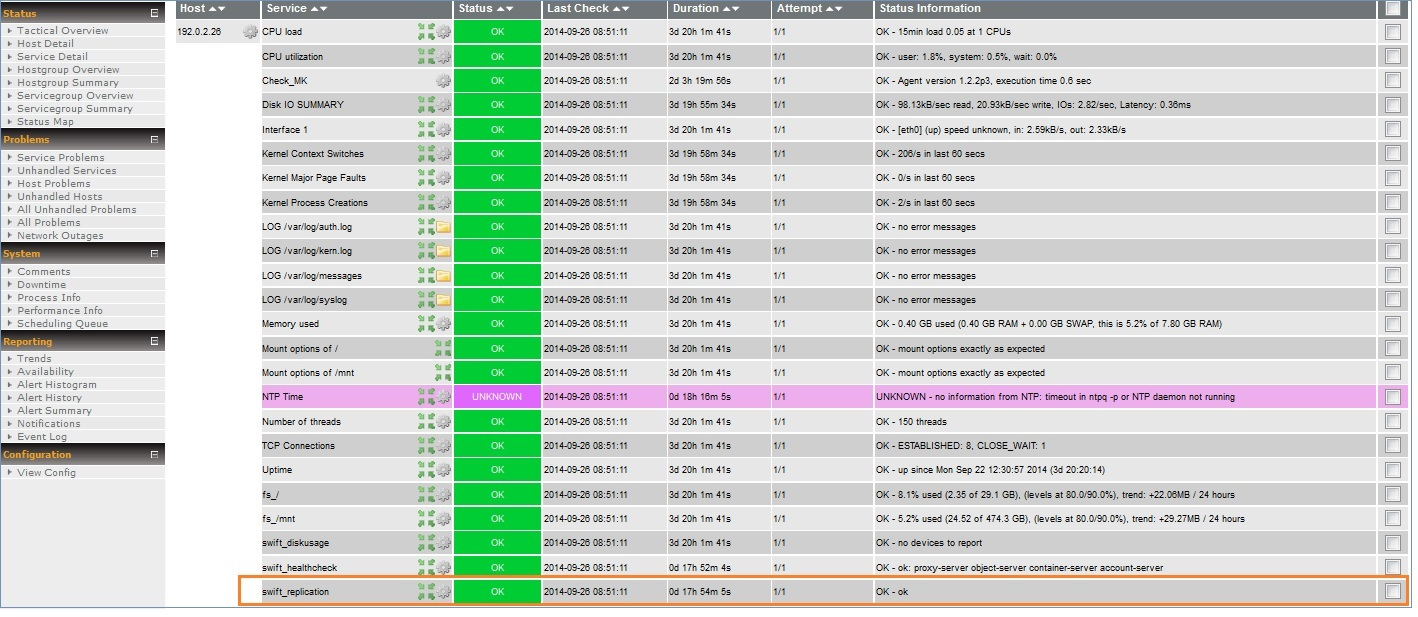 Status
Tactical Overview
Host Detail
Service Detail
Hostgroup Overview
Hostgroup Summary
Servicegroup Overview
Servicegroup Summary
Status Map
Problems
Service Problems
Unhandled Services
Host Problems
Unhandled Hosts
All Unhandled Problems
All Problems
Network Outages
System
Comments
Downtime
Process Info
Performance Info
Scheduling Queue
Reporting
Trends
Availability
Alert Histogram
Alert History
Alert Summary
Notifications
Event Log
Configuration
View Config
Host Service Status Last Check Duration Attempt Status Information
192.0.2.26 CPU load OK 2014-09-26 08:51:11 3d 20h 1m 41s 1/1 OK - 15min load 0.05 at 1 CPUs
CPU utilization OK 2014-09-26 08:51:11 3d 20h 1m 41s 1/1 OK - user: 1.8%, system: 0.5%, wait: 0.0%
Check_MK OK 2014-09-26 08:51:11 2d 3h 19m 56s 1/1 OK - Agent version 1.2.2p3, execution time 0.6 sec
Disk IO SUMMARY OK 2014-09-26 08:51:11 3d 19h 55m 34s 1/1 OK - 98.13kB/sec read, 20.93kB/sec write, IOs: 2.82/sec, Latency: 0.36ms
Interface 1 OK 2014-09-26 08:51:11 3d 20h 1m 41s 1/1 OK - [eth0] (up) speed unknown, in: 2.59kB/s, out: 2.33kB/s
Kernel Context Switches OK 2014-09-26 08:51:11 3d 19h 58m 34s 1/1 OK - 206/s in last 60 secs
Kernel Major Page Faults OK 2014-09-26 08:51:11 3d 19h 58m 34s 1/1 OK - 0/s in last 60 secs
Kernel Process Creations OK 2014-09-26 08:51:11 3d 19h 58m 34s 1/1 OK - 2/s in last 60 secs
LOG /var/log/auth.log OK 2014-09-26 08:51:11 3d 20h 1m 41s 1/1 OK - no error messages
LOG /var/log/kern.log OK 2014-09-26 08:51:11 3d 20h 1m 41s 1/1 OK - no error messages
LOG /var/log/messages OK 2014-09-26 08:51:11 3d 20h 1m 41s 1/1 OK - no error messages
LOG /var/log/syslog OK 2014-09-26 08:51:11 3d 20h 1m 41s 1/1 OK - no error messages
Memory used OK 2014-09-26 08:51:11 3d 20h 1m 41s 1/1 OK - 0.40 GB used (0.40 GB RAM + 0.00 GB SWAP, this is 5.2% of 7.80 GB RAM)
Mount options of / OK 2014-09-26 08:51:11 3d 20h 1m 41s 1/1 OK - mount options exactly as expected
Mount options of /mnt OK 2014-09-26 08:51:11 3d 20h 1m 41s 1/1 OK - mount options exactly as expected
NTP Time UNKNOWN 2014-09-26 08:51:11 0d 18h 16m 5s 1/1 UNKNOWN - no information from NTP: timeout in ntpq -p or NTP daemon not running
Number of threads OK 2014-09-26 08:51:11 3d 20h 1m 41s 1/1 OK - 150 threads
TCP Connections OK 2014-09-26 08:51:11 3d 20h 1m 41s 1/1 OK - ESTABLISHED: 8, CLOSE_WAIT: 1
Uptime OK 2014-09-26 08:51:11 3d 20h 1m 41s 1/1 OK - up since Mon Sep 22 12:30:57 2014 (3d 20:20:14)
fs_/ OK 2014-09-26 08:51:11 3d 20h 1m 41s 1/1 OK - 8.1% used (2.35 of 29.1 GB), (levels at 80.0/90.0%), trend: +22.06MB / 24 hours
fs_/mnt OK 2014-09-26 08:51:11 3d 20h 1m 41s 1/1 OK - 5.2% used (24.52 of 474.3 GB), (levels at 80.0/90.0%), trend: +29.27MB / 24 hours
swift_diskusage OK 2014-09-26 08:51:11 3d 20h 1m 41s 1/1 OK - no devices to report
swift_healthcheck OK 2014-09-26 08:51:11 0d 17h 52m 4s 1/1 OK - ok: proxy-server object-server container-server account-server
swift_replication OK 2014-09-26 08:51:11 0d 17h 54m 5s 1/1 OK - ok